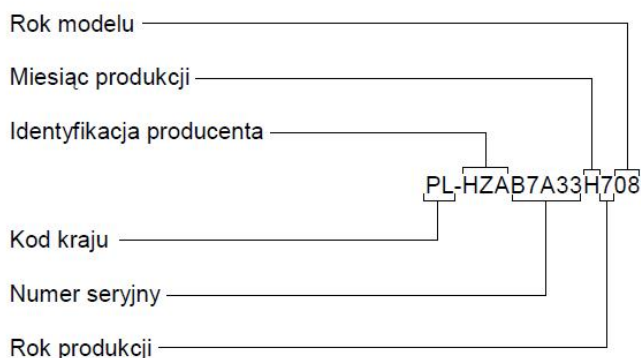 Rok modelu
Miesiąc produkcji
Identyfikacja producenta
PL-HZAB7A33H708
Kod kraju
Numer seryjny
Rok produkcji